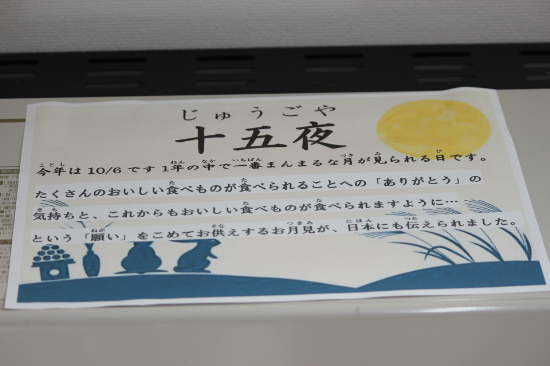 じゅうごや
十五夜
今年は10/6です1年の中で一番まんまるな月が見られる日です。
たくさんのおいしい食べものが食べられることへの「ありがとう」の
気持ちと、これからもおいしい食べものが食べられますように…
という「願い」をこめてお供えするお月見が、日本にも伝えられました。